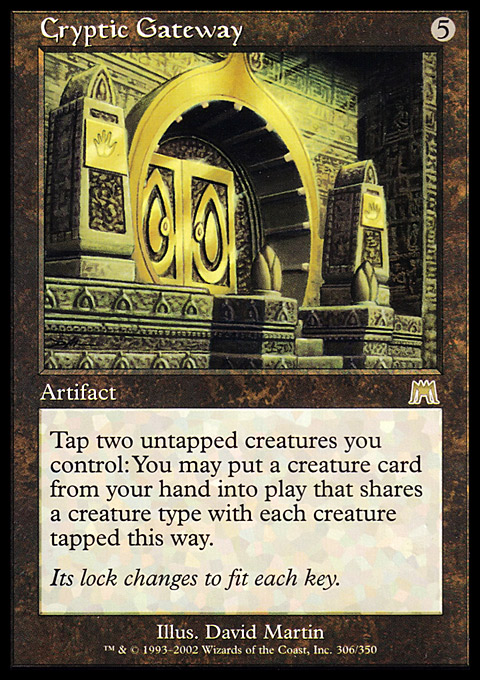 Cryptic Gateway 5
Artifact
Tap two untapped creatures you
control: You may put a creature card
from your hand into play that shares
a creature type with each creature
tapped this way.
Its lock changes to fit each key.
Illus. David Martin
™ & © 1993–2002 Wizards of the Coast, Inc. 306/350